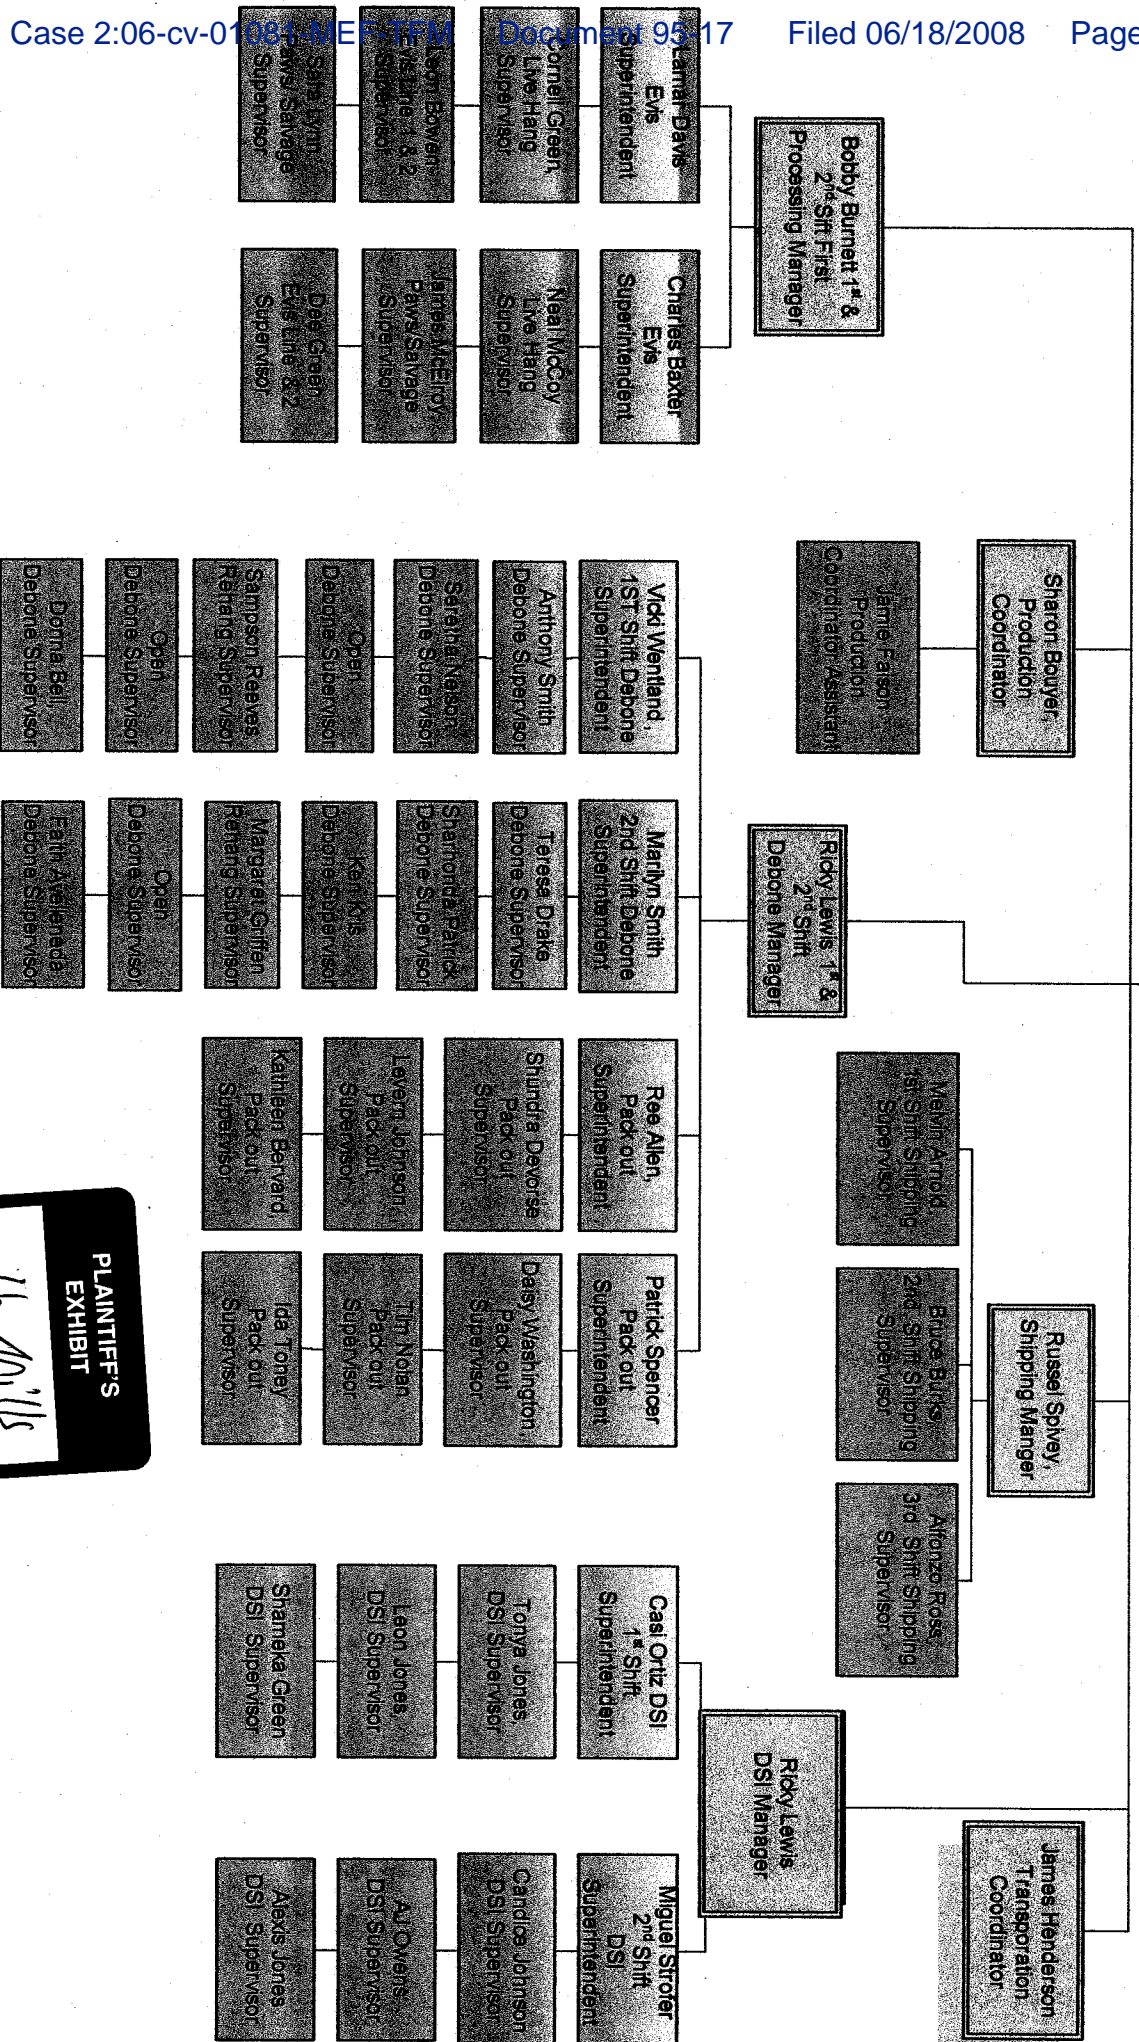 Case 2:06-cv-01081-MEF-TFM Document 95-17 Filed 06/18/2008 Page
Bobby Burnett 1st &
2nd Sift First
Processing Manager
Lamar Davis
Evis
Superintendent
Cornell Green,
Live Hang
Supervisor
Leon Bowen
Evis Line 1 & 2
Supervisor
Sara Lynn
Paws/ Salvage
Supervisor
Charles Baxter
Evis
Superintendent
Neal McCoy
Live Hang
Supervisor
James McElroy,
Paws Salvage
Supervisor
Dee Green
Evis Line &2
Supervisor
Sharon Bouyer,
Production
Coordinator
Jamie Faison
Production
Coordinator Assistant
Ricky Lewis 1st &
2nd Shift
Debone Manager
Vicki Wentland ,
1ST Shift Debone
Superintendent
Anthony Smith
Debone Supervisor
Seretha Nelson
Debone Supervisor
Open
Debone Supervisor
Sampson Reeves
Rehang Supervisor
Open
Debone Supervisor
Donna Bell,
Debone Supervisor
Marilyn Smith
2nd Shift Debone
Superintendent
Teresa Drake
Debone Supervisor
Sharhonda Patrick
Debone Supervisor
Ken
Debone Supervisor
Margaret Griffen
Rehang Supervisor
Open
Debone Supervisor
Faith
Debone Supervisor
Ree Allen,
Pack out
Superintendent
Shundra Devorse
Pack out
Supervisor
Levern Johnson
Pack out
Supervisor
Kathleen Bervard
Pack out
Supervisor
Patrick Spencer
Pack out
Superintendent
Daisy Washington
Pack out
Supervisor
Tim Nolan
Pack out
Supervisor
Ida Toney
Pack out
Supervisor
Russel Spivey,
Shipping Manger
Melvin Arnold
1st Shift Shipping
Supervisor
Bruce Burks
2nd Shift Shipping
Supervisor
Alfonzo Ross,
3rd Shift Shipping
Supervisor
Ricky Lewis
DSI Manager
Casi Ortiz DSI
1st Shift
Superintendent
Tonya Jones,
DSI Supervisor
Leon Jones,
DSI Supervisor
Shameka Green
DSI Supervisor
Miguel Strofer
2nd Shift
DSI
Superintendent
Candice Johnson
DSI Supervisor
AJ Owens
DSI Supervisor
Alexis Jones
DSI Supervisor
James Henderson
Transporation
Coordinator
PLAINTIFF'S
EXHIBIT